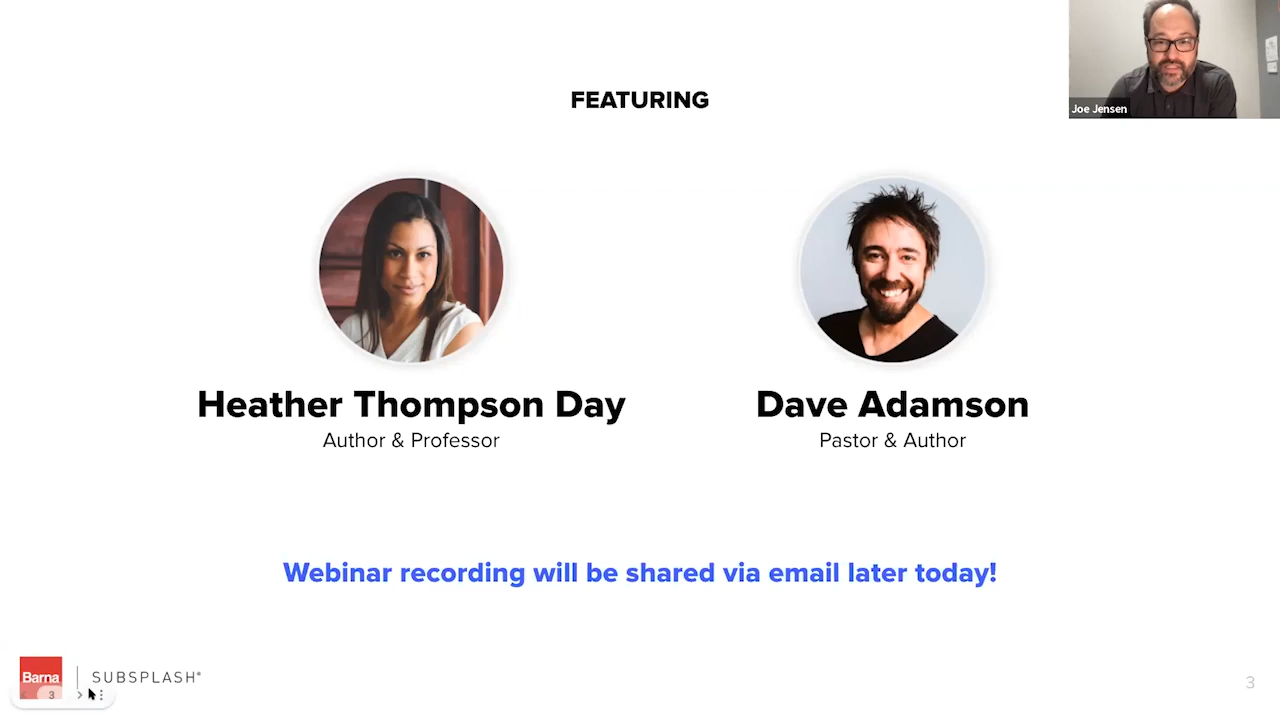 FEATURING
Joe Jensen
Heather Thompson Day
Author & Professor
Dave Adamson
Pastor & Author
Webinar recording will be shared via email later today!
Barna
SUBSPLASH®
3
3